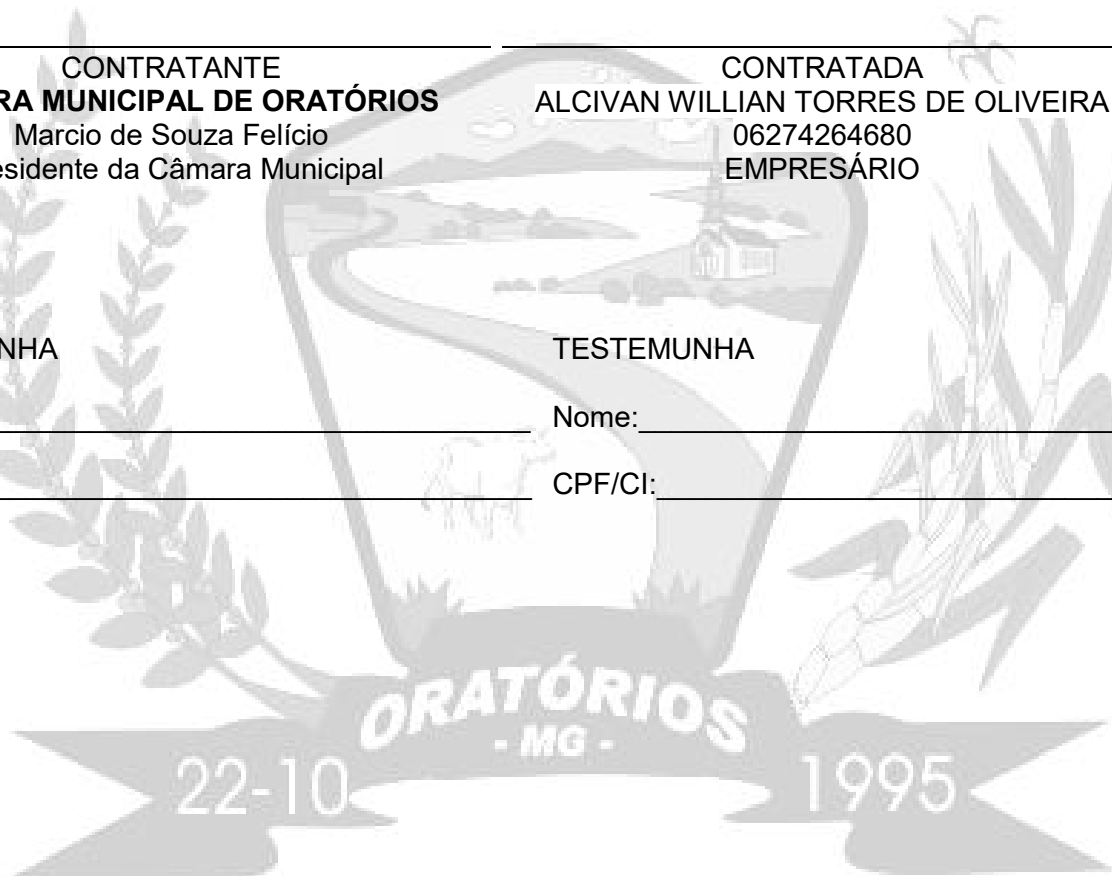 CONTRATANTE
RA MUNICIPAL DE ORATÓRIOS
Marcio de Souza Felício
esidente da Câmara Municipal
CONTRATADA
ALCIVAN WILLIAN TORRES DE OLIVEIRA
06274264680
EMPRESÁRIO
NHA
TESTEMUNHA
Nome:
CPF/CI:
ORATÓRIOS
- MG -
22-10
1995